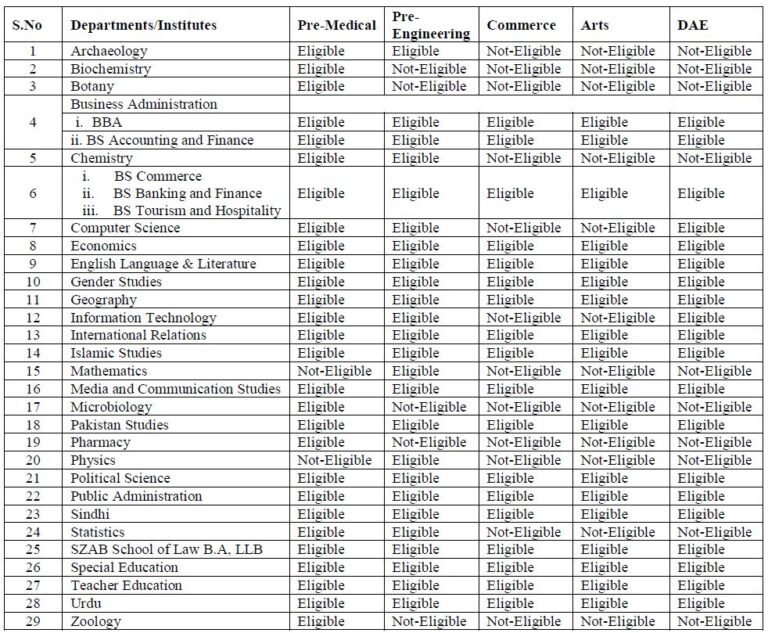 S.No Departments/Institutes Pre-Medical Pre-Engineering Commerce Arts DAE
1 Archaeology Eligible Eligible Not-Eligible Not-Eligible Not-Eligible
2 Biochemistry Eligible Not-Eligible Not-Eligible Not-Eligible Not-Eligible
3 Botany Eligible Not-Eligible Not-Eligible Not-Eligible Not-Eligible
4 Business Administration
i. BBA Eligible Eligible Eligible Eligible Eligible
ii. BS Accounting and Finance Eligible Eligible Eligible Eligible Eligible
5 Chemistry Eligible Eligible Not-Eligible Not-Eligible Not-Eligible
i. BS Commerce
6 ii. BS Banking and Finance Eligible Eligible Eligible Eligible Eligible
iii. BS Tourism and Hospitality
7 Computer Science Eligible Eligible Not-Eligible Not-Eligible Eligible
8 Economics Eligible Eligible Eligible Eligible Eligible
9 English Language & Literature Eligible Eligible Eligible Eligible Eligible
10 Gender Studies Eligible Eligible Eligible Eligible Eligible
11 Geography Eligible Eligible Eligible Eligible Eligible
12 Information Technology Eligible Eligible Not-Eligible Not-Eligible Eligible
13 International Relations Eligible Eligible Eligible Eligible Eligible
14 Islamic Studies Eligible Eligible Eligible Eligible Eligible
15 Mathematics Not-Eligible Eligible Not-Eligible Not-Eligible Not-Eligible
16 Media and Communication Studies Eligible Eligible Eligible Eligible Eligible
17 Microbiology Eligible Not-Eligible Not-Eligible Not-Eligible Not-Eligible
18 Pakistan Studies Eligible Eligible Eligible Eligible Eligible
19 Pharmacy Eligible Not-Eligible Not-Eligible Not-Eligible Not-Eligible
20 Physics Not-Eligible Eligible Not-Eligible Not-Eligible Not-Eligible
21 Political Science Eligible Eligible Eligible Eligible Eligible
22 Public Administration Eligible Eligible Eligible Eligible Eligible
23 Sindhi Eligible Eligible Eligible Eligible Eligible
24 Statistics Eligible Eligible Not-Eligible Not-Eligible Not-Eligible
25 SZAB School of Law B.A, LLB Eligible Eligible Eligible Eligible Eligible
26 Special Education Eligible Eligible Eligible Eligible Eligible
27 Teacher Education Eligible Eligible Eligible Eligible Eligible
28 Urdu Eligible Eligible Eligible Eligible Eligible
29 Zoology Eligible Not-Eligible Not-Eligible Not-Eligible Not-Eligible